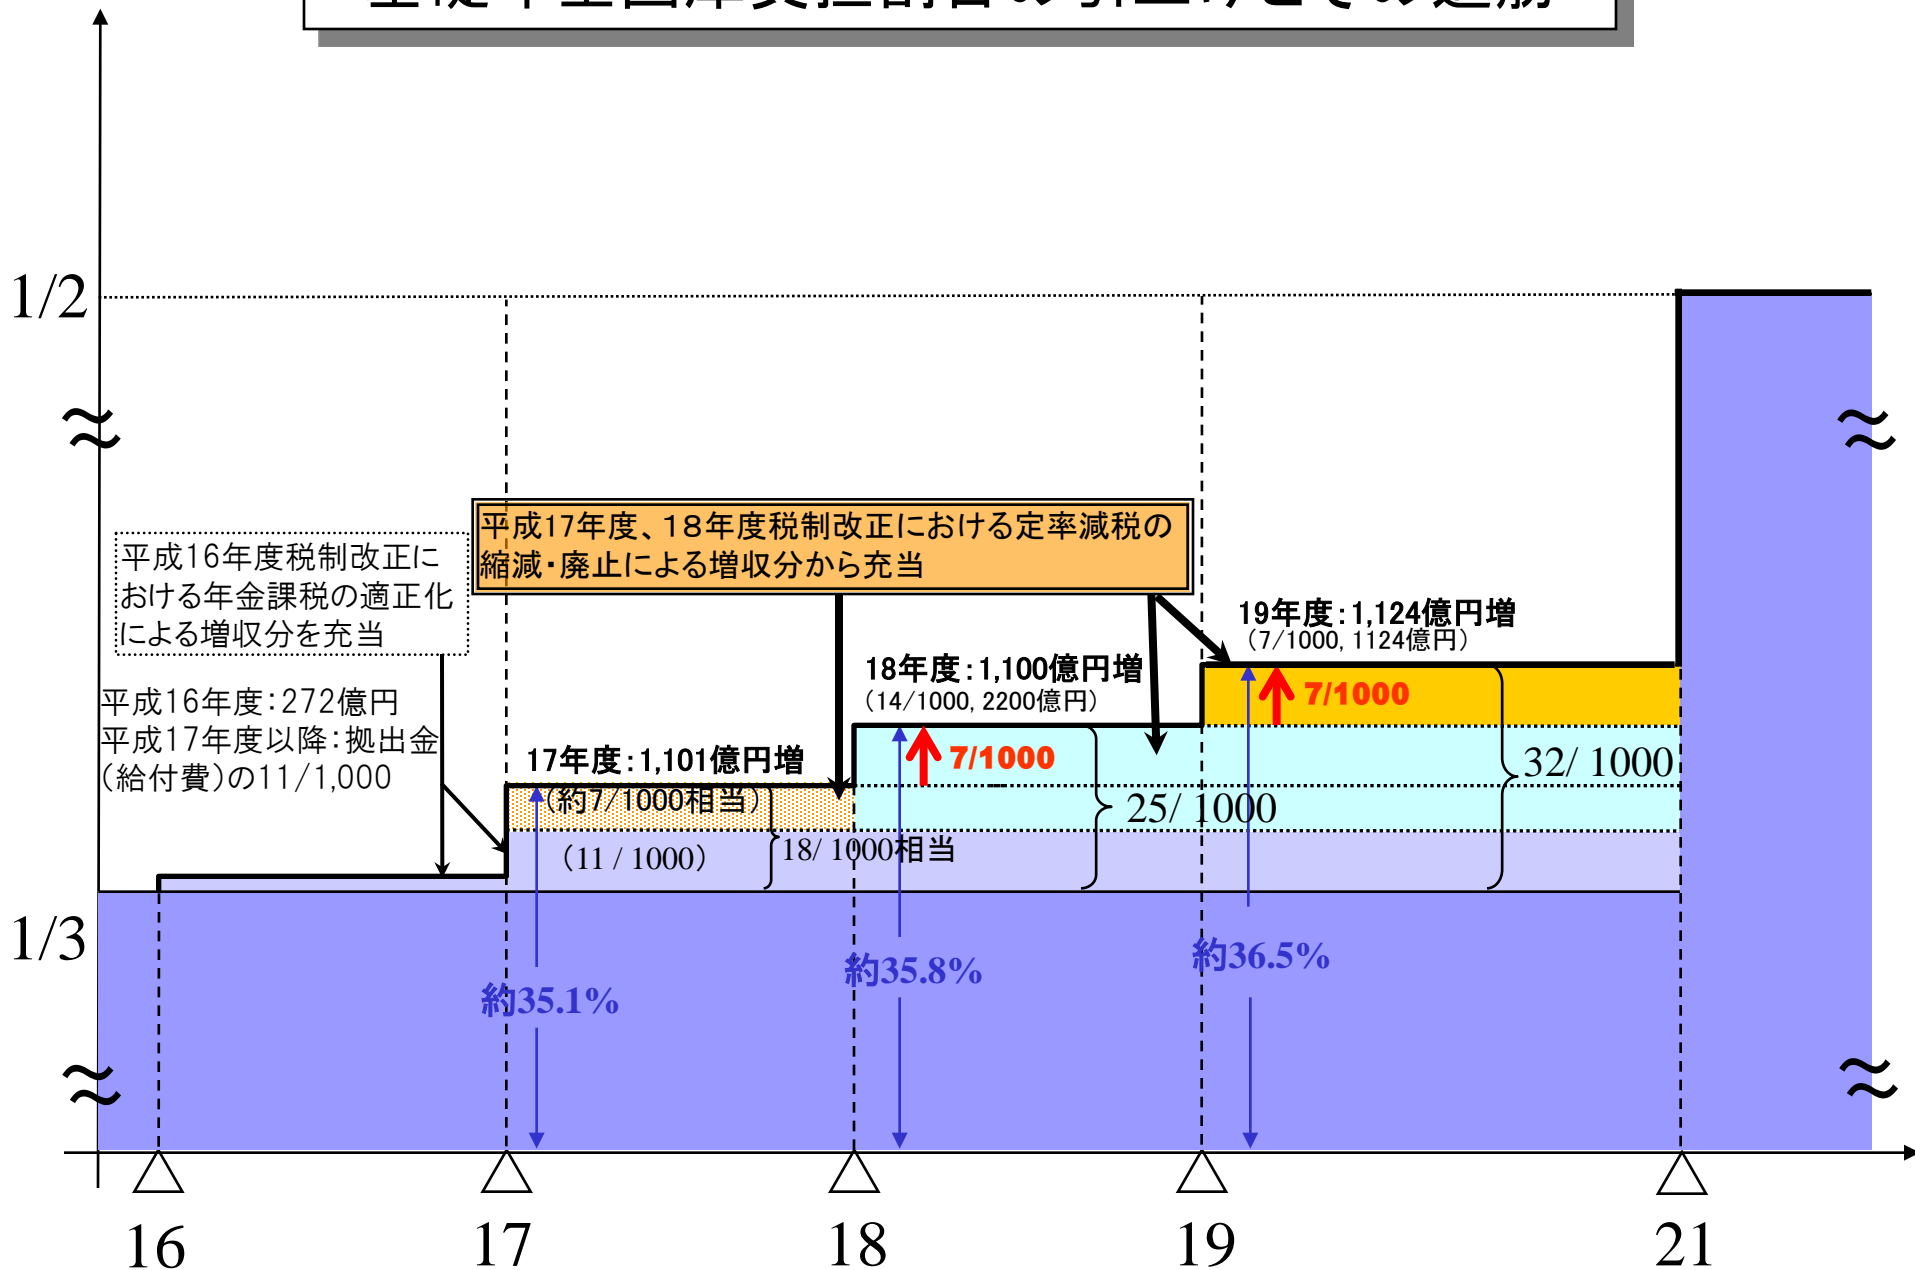 1/2
平成17年度、18年度税制改正における定率減税の
縮減・廃止による増収分から充当
平成16年度税制改正に
おける年金課税の適正化
による増収分を充当
平成16年度：272億円
平成17年度以降：拠出金
（給付費）の11/1,000
19年度：1,124億円増
（7/1000, 1124億円）
7/1000
32/ 1000
18年度：1,100億円増
（14/1000, 2200億円）
7/1000
25/ 1000
17年度：1,101億円増
（約7/1000相当）
（11 / 1000）
18/ 1000相当
1/3
約35.1%
約35.8%
約36.5%
16
17
18
19
21